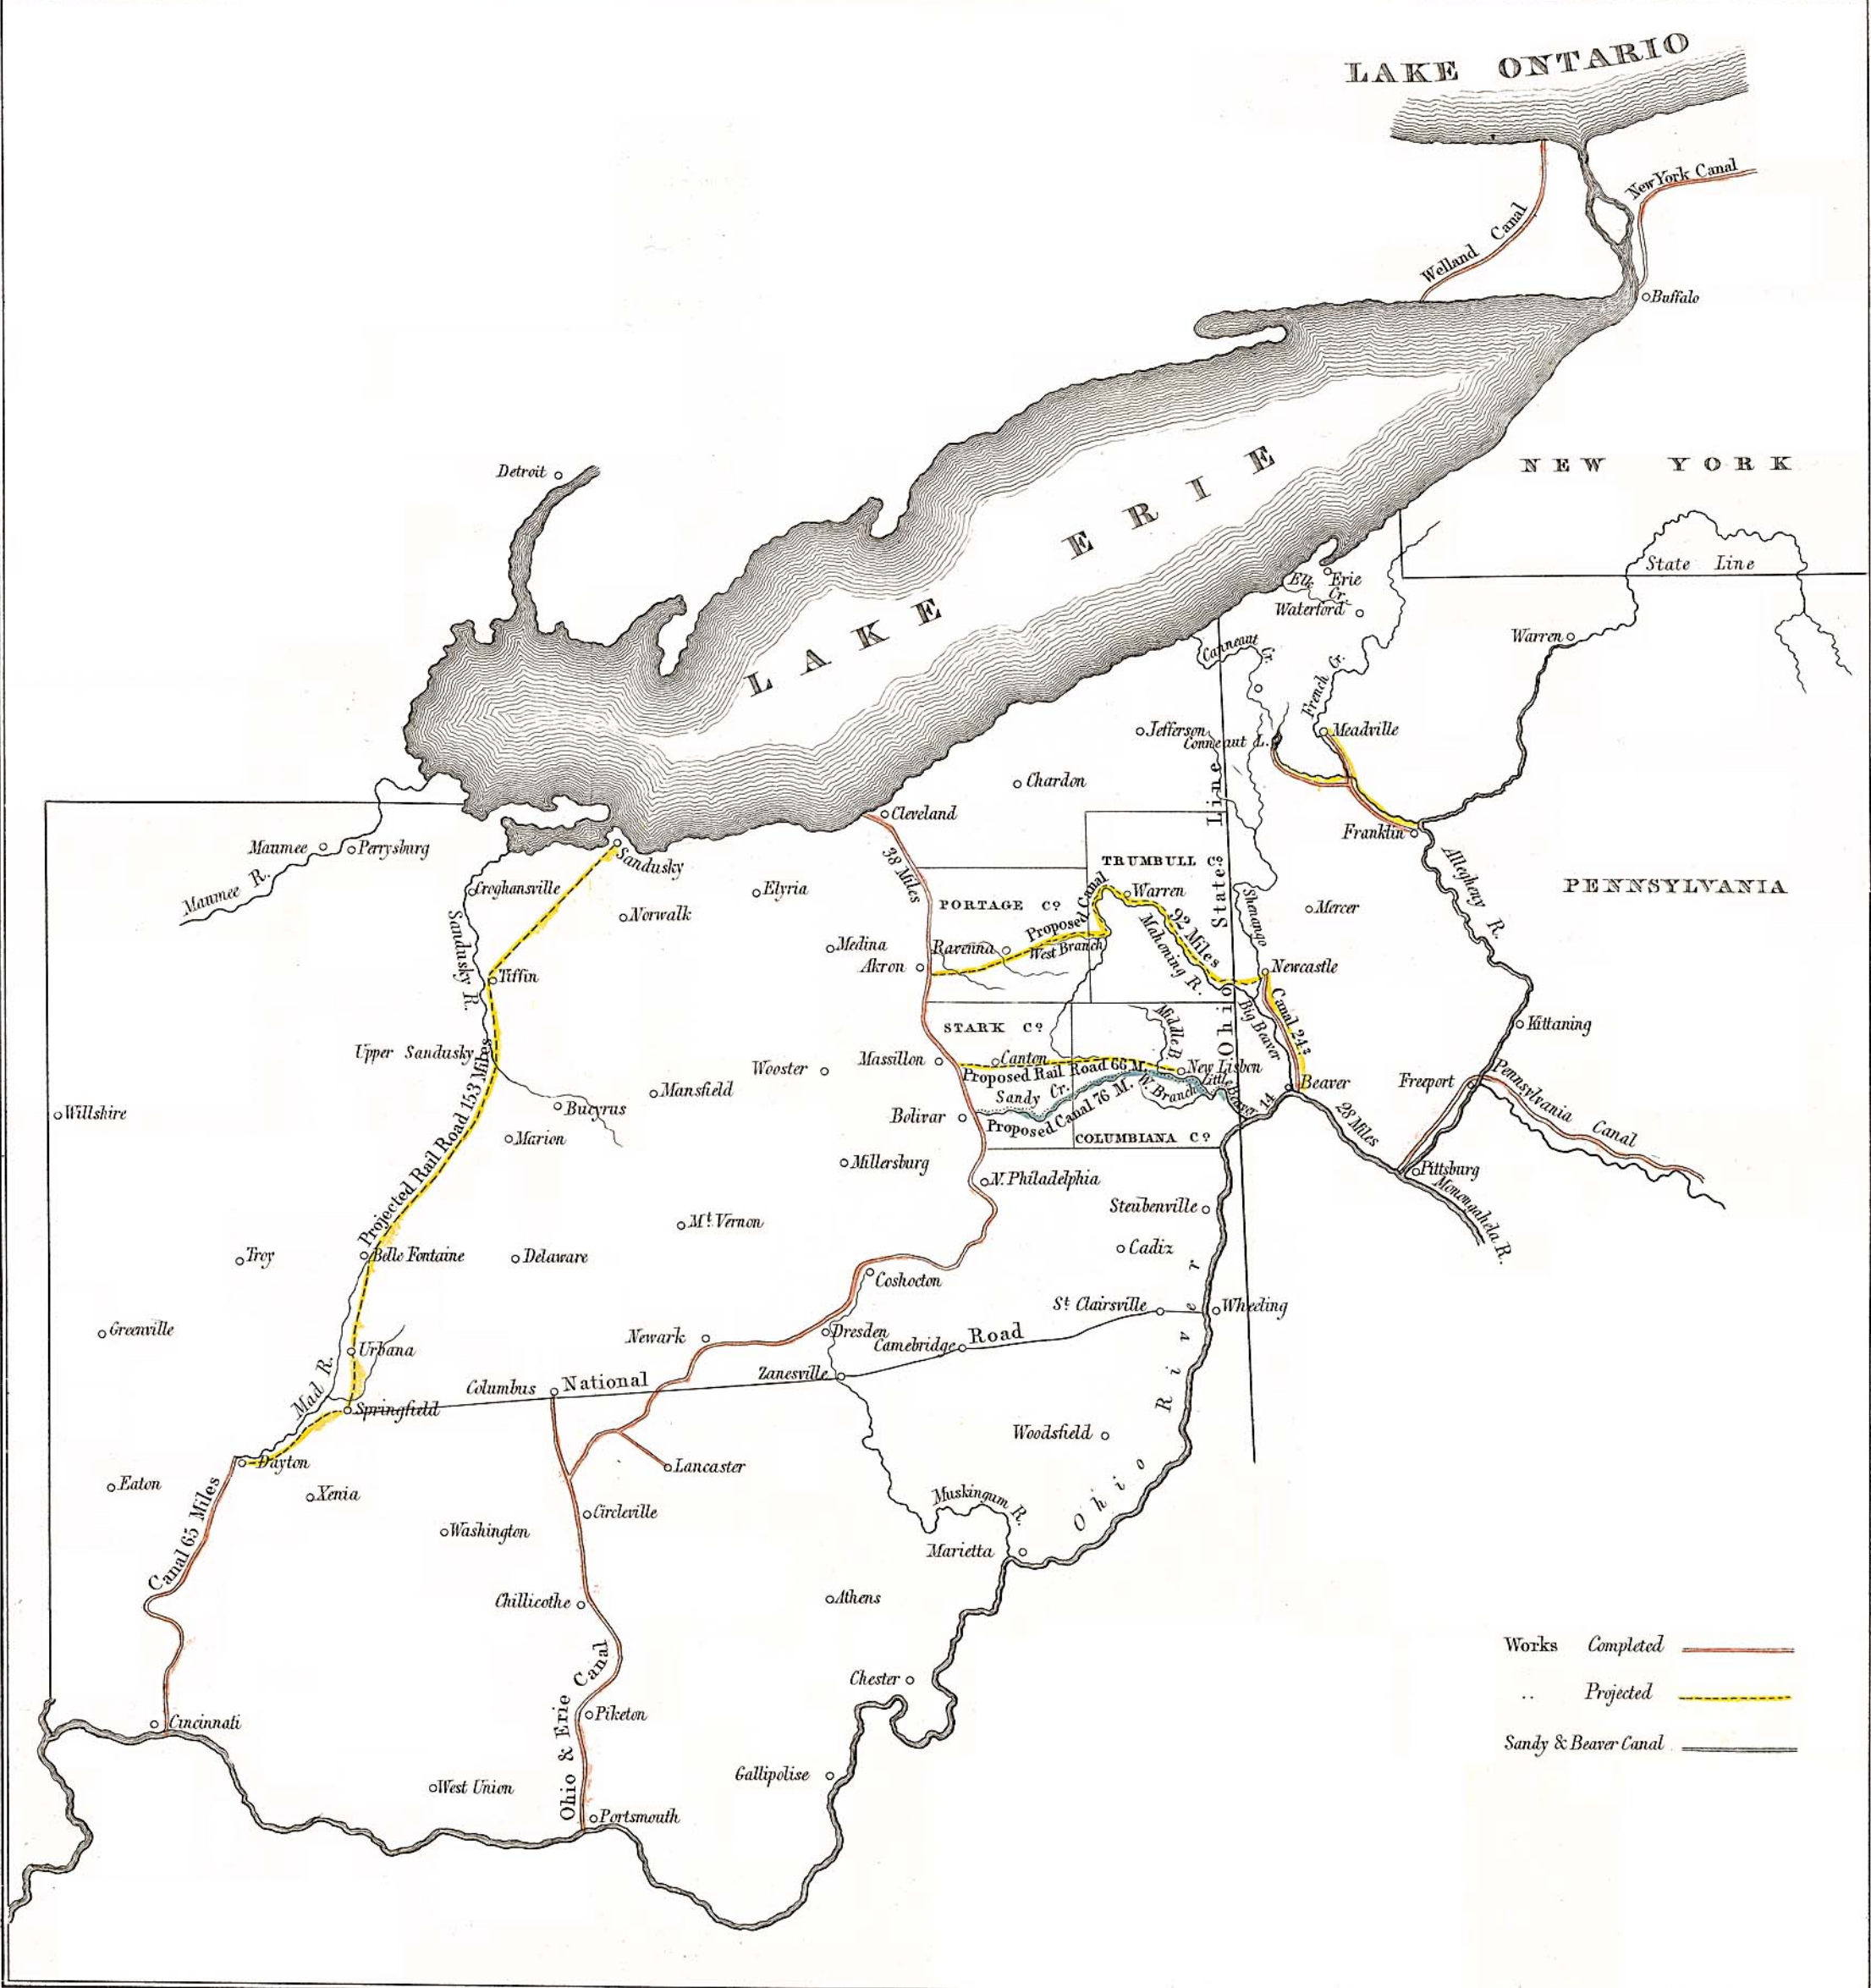 LAKE ONTARIO
New York Canal
Welland Canal
Buffalo
Detroit
NEW YORK
LAKE ERIE
State Line
Elk Cr.
Erie
Waterford
Warren
Canneaut Cr.
French Cr.
Jefferson
Conneaut L.
Meadville
Chardon
Cleveland
Franklin
Maumee
Perrysburg
Maumee R.
Sandusky
38 Miles
TRUMBULL Co.
Allegheny R.
PENNSYLVANIA
Croghansville
Elyria
Norwalk
PORTAGE Co.
Proposed Canal
Warren
92 Miles
Ohio State Line
Shenango
Mercer
Sandusky R.
Medina
Ravenna
West Branch
Mahoning R.
Akron
Newcastle
Tiffin
STARK Co.
Middle B.
Big Beaver
Canal 24
Kittaning
Upper Sandusky
Wooster
Massillon
Canton
Proposed Rail Road 66 M.
New Lisbon
Little Beaver
14
Beaver
Freeport
Pennsylvania Canal
Willshire
Projected Rail Road 153 Miles
Bucyrus
Mansfield
Bolivar
Sandy Cr.
W. Branch
Proposed Canal 76 M.
28 Miles
Marion
COLUMBIANA Co.
Millersburg
Pittsburg
Monongahela R.
N. Philadelphia
Mt. Vernon
Steubenville
Troy
Belle Fontaine
Delaware
Cadiz
Coshocton
Greenville
St. Clairsville
Wheeling
Urbana
Newark
Dresden
Camebridge
National Road
Mad R.
Columbus
Zanesville
Springfield
Ohio River
Dayton
Woodsfield
Lancaster
Eaton
Xenia
Canal 65 Miles
Circleville
Muskingum R.
Washington
Marietta
Chillicothe
Athens
Works Completed
Chester
.. Projected
Cincinnati
Ohio & Erie Canal
Piketon
Sandy & Beaver Canal
West Union
Gallipolise
Portsmouth